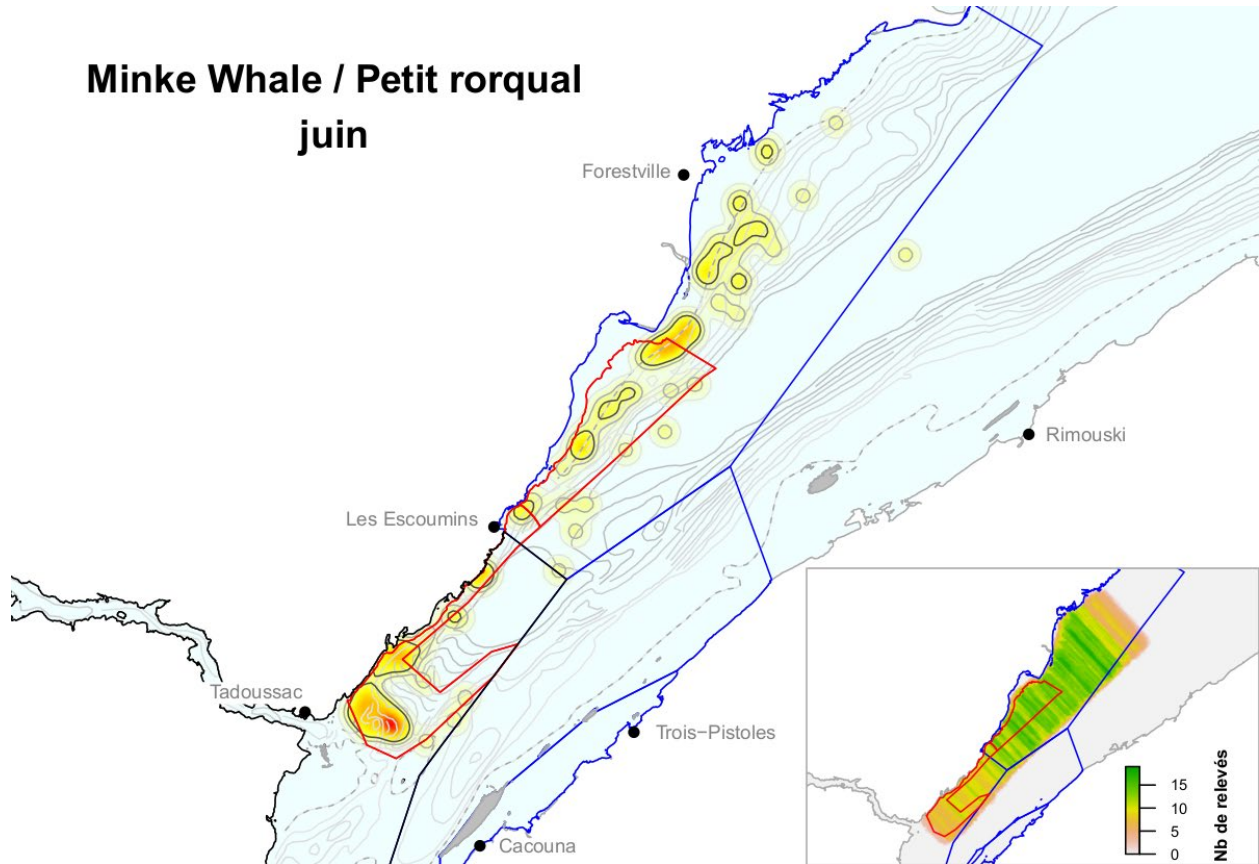 Minke Whale / Petit rorqual
juin
Forestville
Rimouski
Les Escoumins
Tadoussac
Trois−Pistoles
Cacouna
15
10
5
0
Nb de relevés